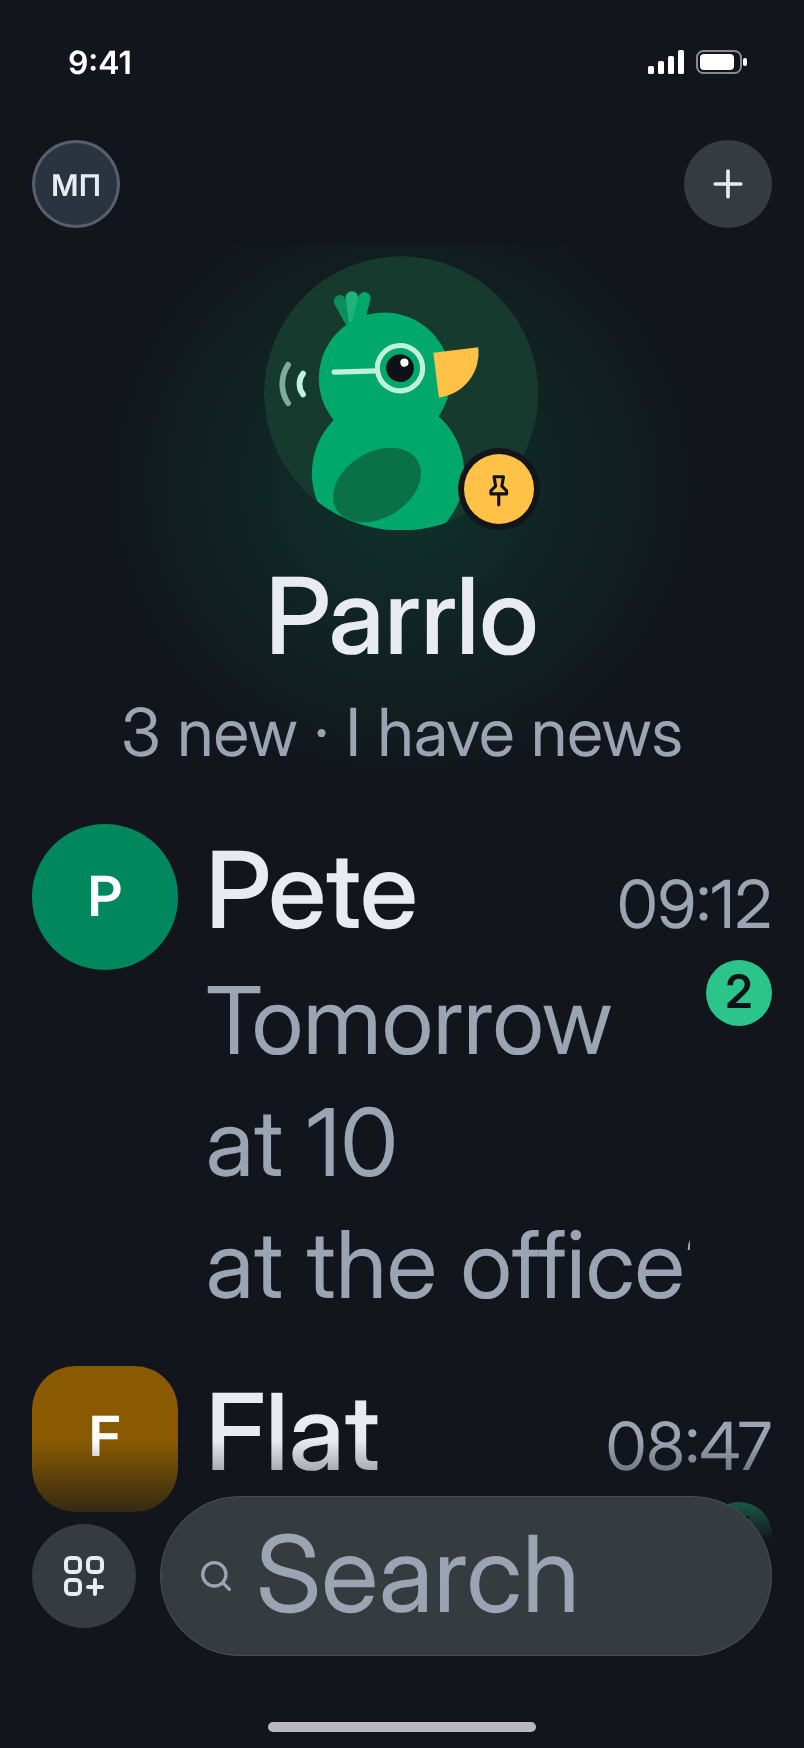 9:41
МП
Parrlo
3 new · I have news
P
Pete
09:12
Tomorrow
2
at 10
at the office
F
Flat
08:47
Search